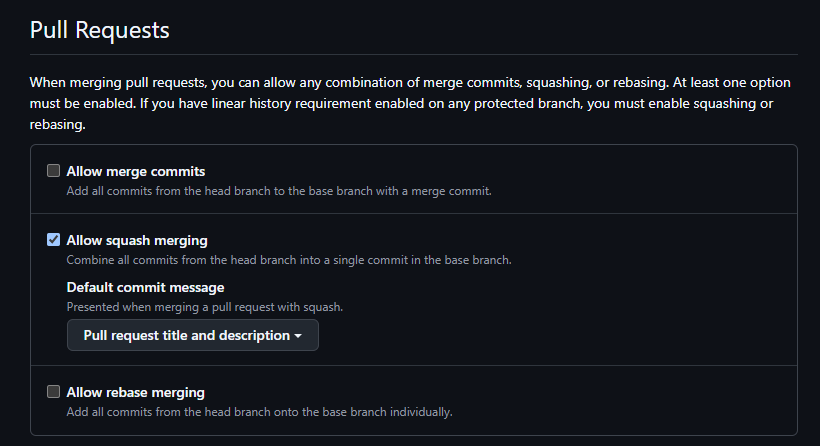 Pull Requests
When merging pull requests, you can allow any combination of merge commits, squashing, or rebasing. At least one option
must be enabled. If you have linear history requirement enabled on any protected branch, you must enable squashing or
rebasing.
Allow merge commits
Add all commits from the head branch to the base branch with a merge commit.
Allow squash merging
Combine all commits from the head branch into a single commit in the base branch.
Default commit message
Presented when merging a pull request with squash.
Pull request title and description
Allow rebase merging
Add all commits from the head branch onto the base branch individually.